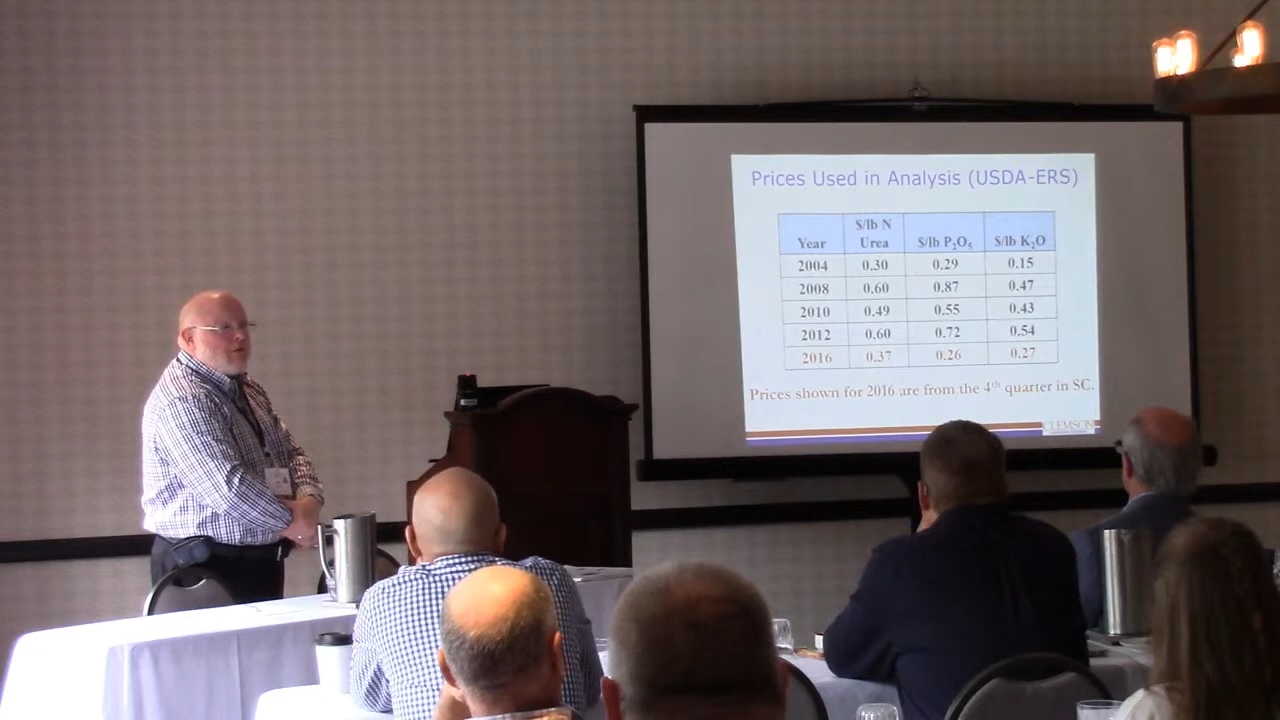 Prices Used in Analysis (USDA-ERS)
Year $/lb N Urea $/lb P₂O₅ $/lb K₂O
2004 0.30 0.29 0.15
2008 0.60 0.87 0.47
2010 0.49 0.55 0.43
2012 0.60 0.72 0.54
2016 0.37 0.26 0.27
Prices shown for 2016 are from the 4th quarter in SC.
CLEMSON